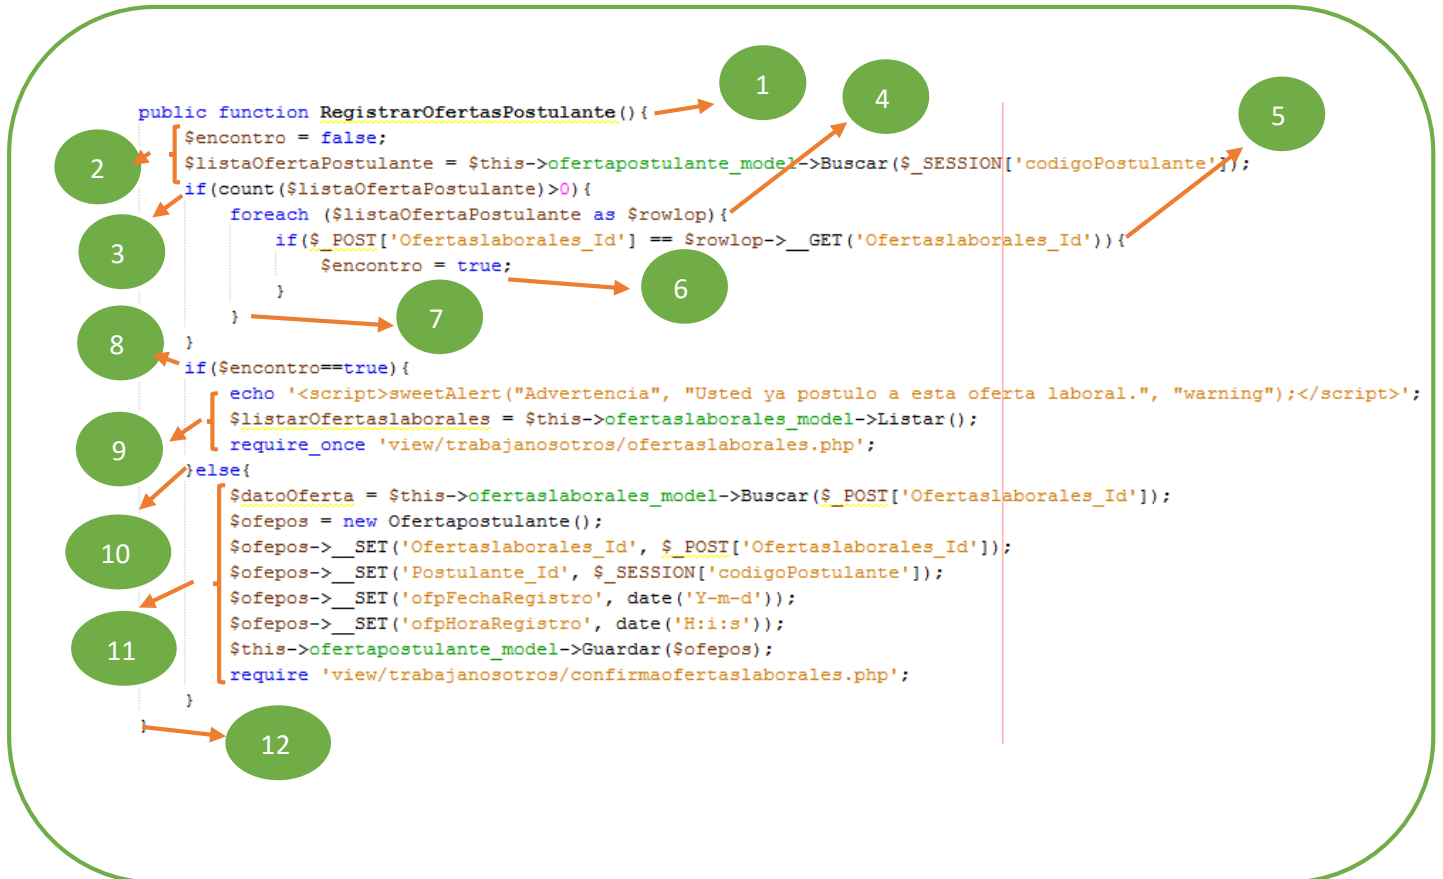 1
public function RegistrarOfertasPostulante(){
4
5
2
$encontro = false;
$listaOfertaPostulante = $this->ofertapostulante_model->Buscar($_SESSION['codigoPostulante']);
3
if(count($listaOfertaPostulante)>0){
foreach ($listaOfertaPostulante as $rowlop){
if($_POST['Ofertaslaborales_Id'] == $rowlop->__GET('Ofertaslaborales_Id')){
$encontro = true;
6
}
7
}
8
}
if($encontro==true){
echo '<script>sweetAlert("Advertencia", "Usted ya postulo a esta oferta laboral.", "warning");</script>';
$listarOfertaslaborales = $this->ofertaslaborales_model->Listar();
9
require_once 'view/trabajanosotros/ofertaslaborales.php';
}else{
$datoOferta = $this->ofertaslaborales_model->Buscar($_POST['Ofertaslaborales_Id']);
$ofepos = new Ofertapostulante();
10
$ofepos->__SET('Ofertaslaborales_Id', $_POST['Ofertaslaborales_Id']);
$ofepos->__SET('Postulante_Id', $_SESSION['codigoPostulante']);
$ofepos->__SET('ofpFechaRegistro', date('Y-m-d'));
$ofepos->__SET('ofpHoraRegistro', date('H:i:s'));
11
$this->ofertapostulante_model->Guardar($ofepos);
require 'view/trabajanosotros/confirmaofertaslaborales.php';
}
}
12